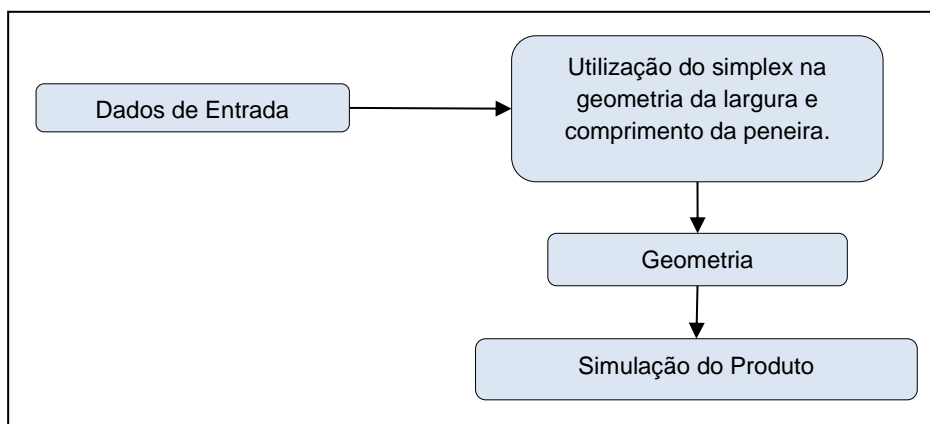 Dados de Entrada
Utilização do simplex na
geometria da largura e
comprimento da peneira.
Geometria
Simulação do Produto